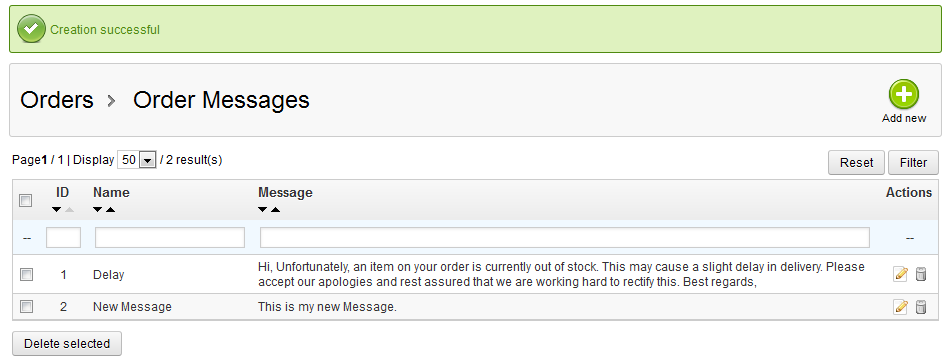 Creation successful
Orders > Order Messages
Add new
Page1 / 1 | Display 50 / 2 result(s)
Reset Filter
ID Name Message Actions
-- --
1 Delay Hi, Unfortunately, an item on your order is currently out of stock. This may cause a slight delay in delivery. Please
accept our apologies and rest assured that we are working hard to rectify this. Best regards,
2 New Message This is my new Message.
Delete selected